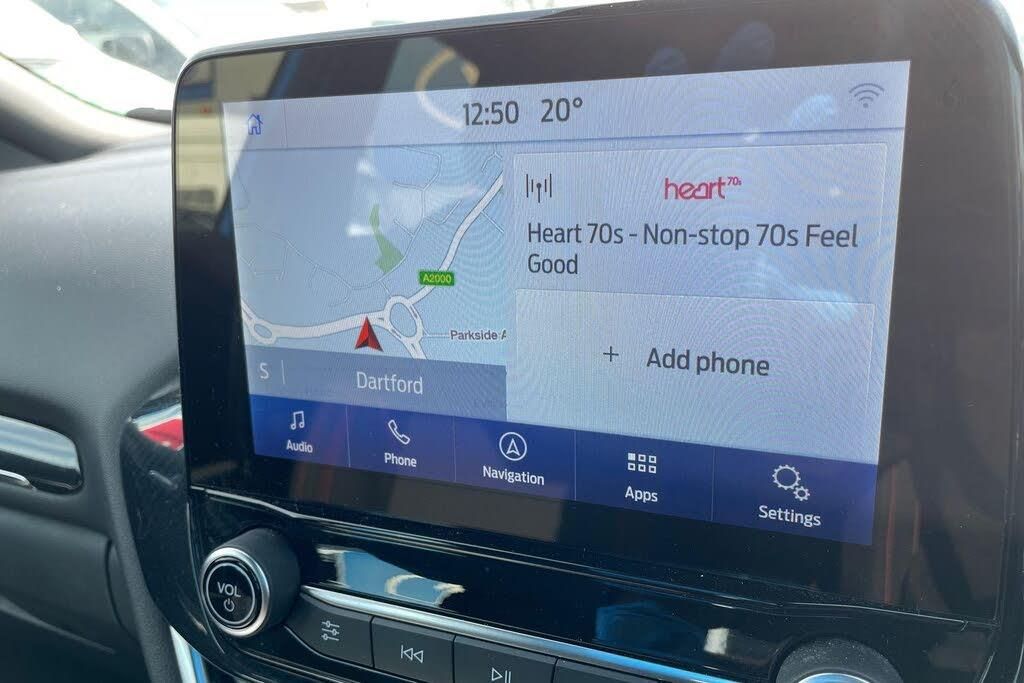 12:50 20°
heart 70s
Heart 70s - Non-stop 70s Feel
Good
A2000
Parkside A
Add phone
S
Dartford
Audio
Phone
Navigation
Apps
Settings
VOL